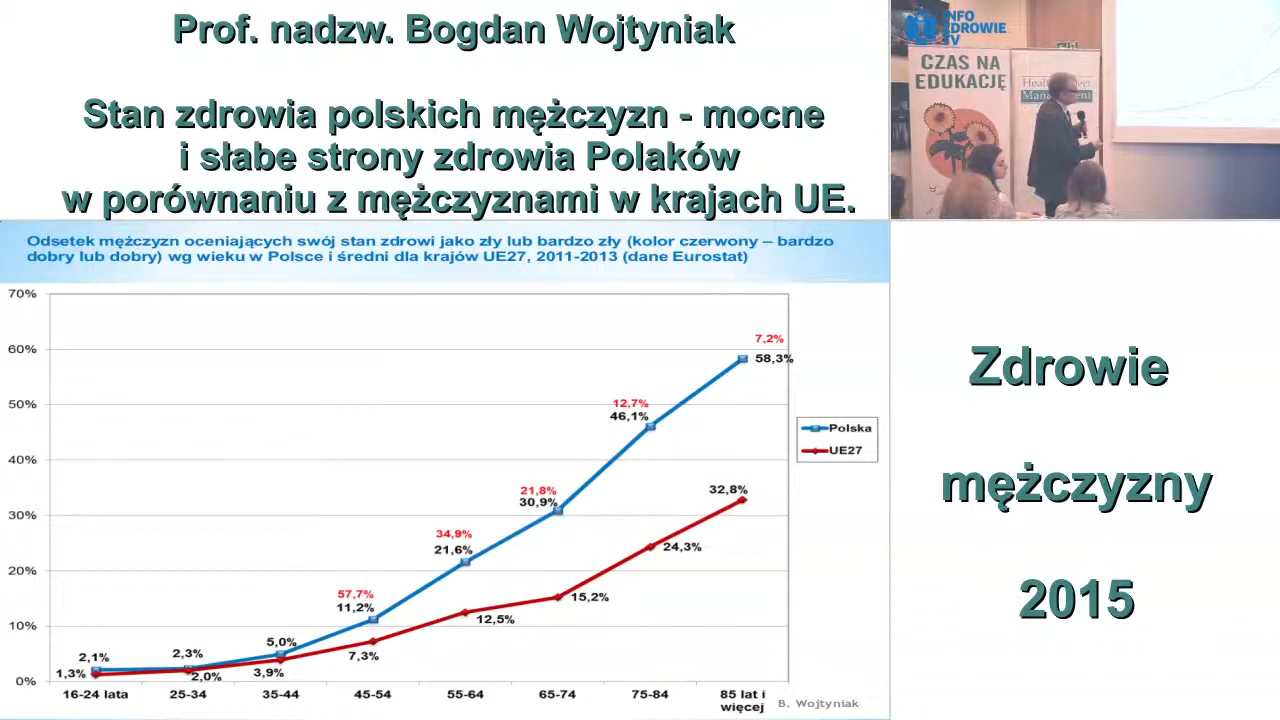 Prof. nadzw. Bogdan Wojtyniak
Stan zdrowia polskich mężczyzn - mocne
i słabe strony zdrowia Polaków
w porównaniu z mężczyznami w krajach UE.
INFO
ZDROWIE
TV
CZAS NA
EDUKACJĘ
Odsetek mężczyzn oceniających swój stan zdrowi jako zły lub bardzo zły (kolor czerwony – bardzo
dobry lub dobry) wg wieku w Polsce i średni dla krajów UE27, 2011-2013 (dane Eurostat)
70%
60%
50%
40%
30%
20%
10%
0%
2,1%
2,3%
5,0%
57,7%
11,2%
34,9%
21,6%
21,8%
30,9%
12,7%
46,1%
7,2%
58,3%
1,3%
2,0%
3,9%
7,3%
12,5%
15,2%
24,3%
32,8%
16-24 lata
25-34
35-44
45-54
55-64
65-74
75-84
85 lat i
więcej
Polska
UE27
B. Wojtyniak
Zdrowie
mężczyzny
2015